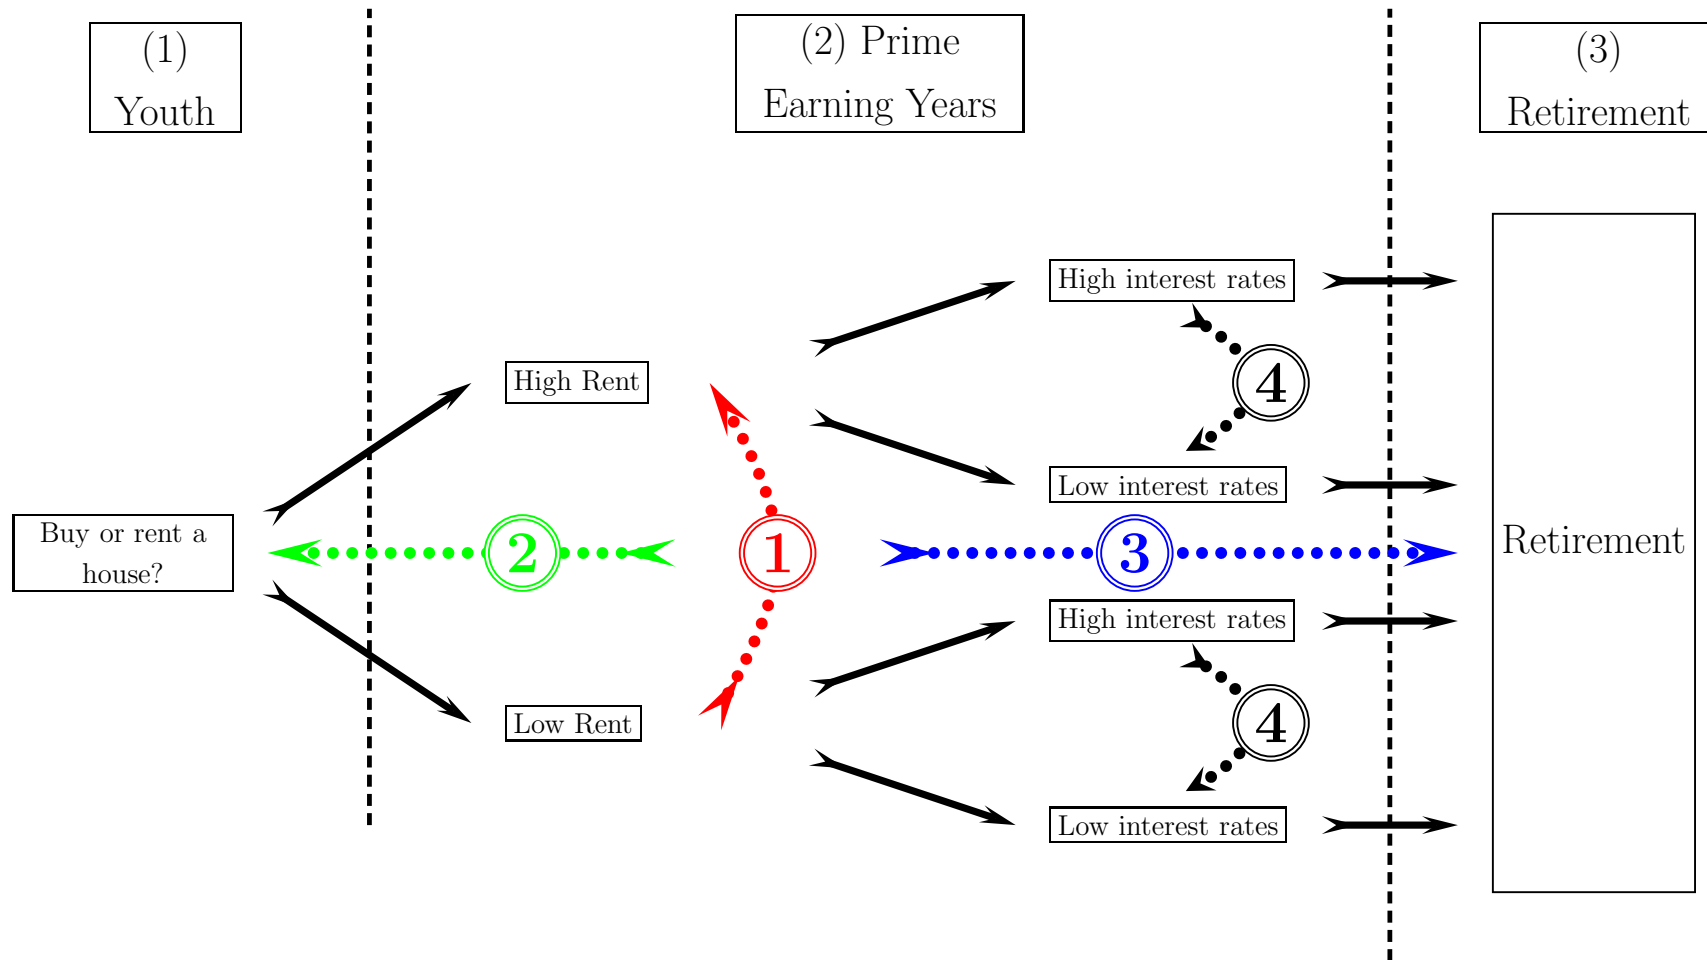 (1)
Youth
(2) Prime
Earning Years
(3)
Retirement
High interest rates
4
High Rent
Low interest rates
Buy or rent a
house?
2
1
3
Retirement
High interest rates
4
Low Rent
Low interest rates